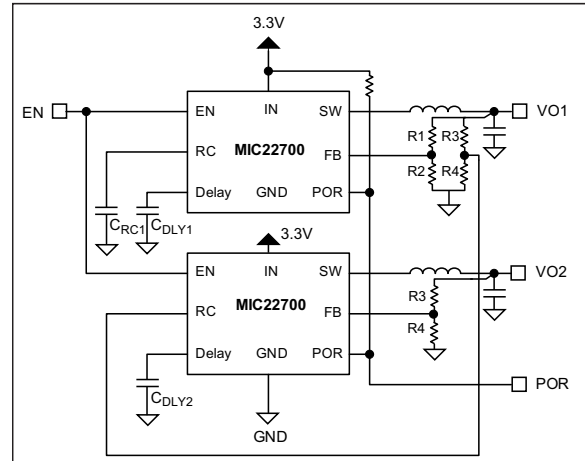 3.3V
EN
EN
IN
SW
VO1
RC
MIC22700
FB
R1
R3
R2
R4
Delay
GND
POR
CRC1
CDLY1
3.3V
EN
IN
SW
VO2
RC
MIC22700
FB
R3
R4
Delay
GND
POR
POR
CDLY2
GND